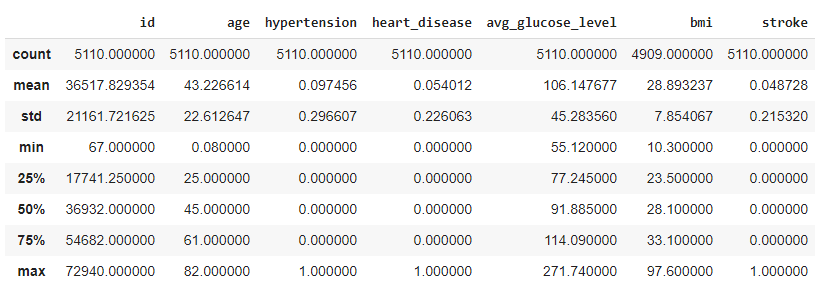 id age hypertension heart_disease avg_glucose_level bmi stroke
count 5110.000000 5110.000000 5110.000000 5110.000000 5110.000000 4909.000000 5110.000000
mean 36517.829354 43.226614 0.097456 0.054012 106.147677 28.893237 0.048728
std 21161.721625 22.612647 0.296607 0.226063 45.283560 7.854067 0.215320
min 67.000000 0.080000 0.000000 0.000000 55.120000 10.300000 0.000000
25% 17741.250000 25.000000 0.000000 0.000000 77.245000 23.500000 0.000000
50% 36932.000000 45.000000 0.000000 0.000000 91.885000 28.100000 0.000000
75% 54682.000000 61.000000 0.000000 0.000000 114.090000 33.100000 0.000000
max 72940.000000 82.000000 1.000000 1.000000 271.740000 97.600000 1.000000